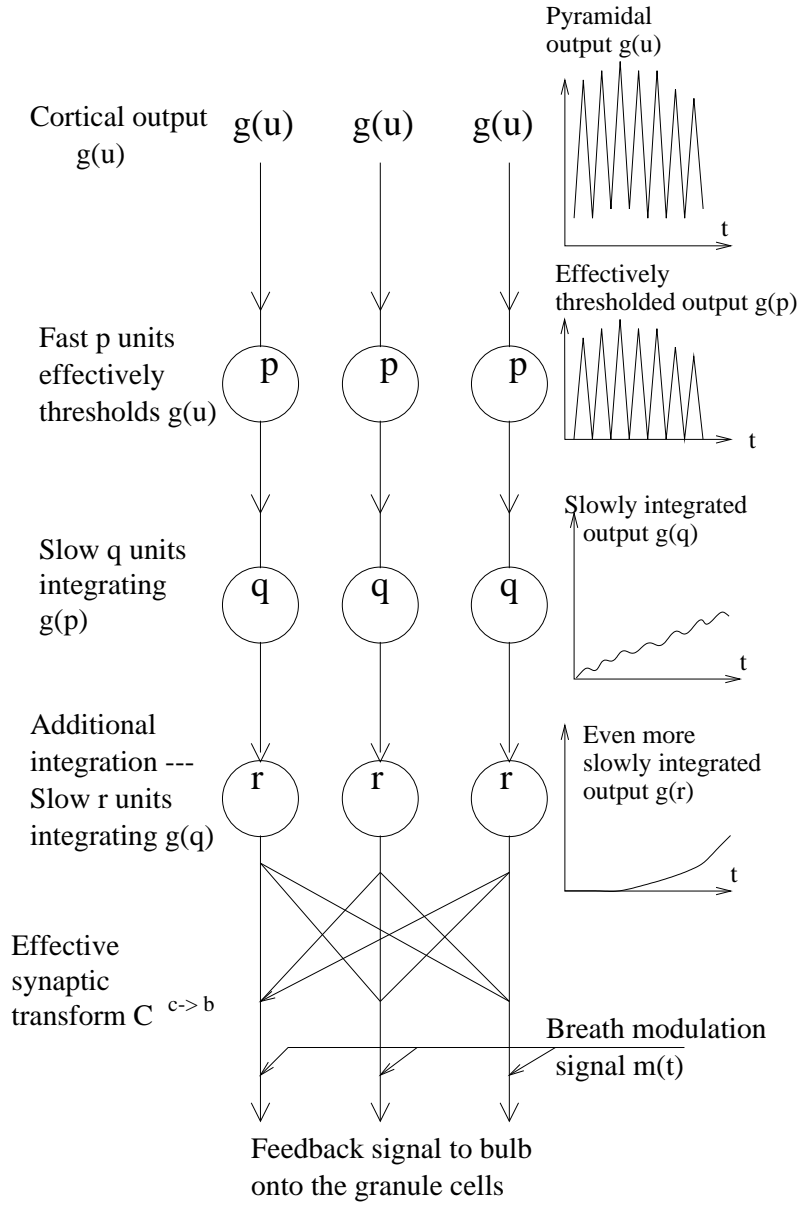 Pyramidal
output g(u)
Cortical output
g(u)
g(u) g(u) g(u)
t
Effectively
thresholded output g(p)
Fast p units
effectively
thresholds g(u)
p p p
t
Slowly integrated
output g(q)
Slow q units
integrating
g(p)
q q q
t
Additional
integration ---
Slow r units
integrating g(q)
r r r
Even more
slowly integrated
output g(r)
t
Effective
synaptic
transform C c-> b
Breath modulation
signal m(t)
Feedback signal to bulb
onto the granule cells